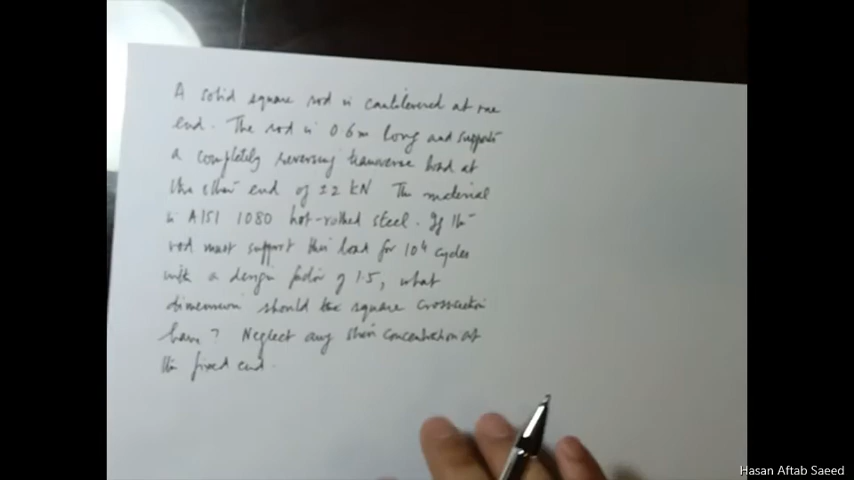 A solid square rod is cantilevered at one
end. The rod is 0.6m long and supports
a completely reversing transverse load at
the other end of ±2 kN The material
is AISI 1080 hot-rolled steel. If the
rod must support this load for 10⁴ cycles
with a design factor of 1.5, what
dimension should the square crosssection
have? Neglect any stress concentration at
the fixed end.
Hasan Aftab Saeed